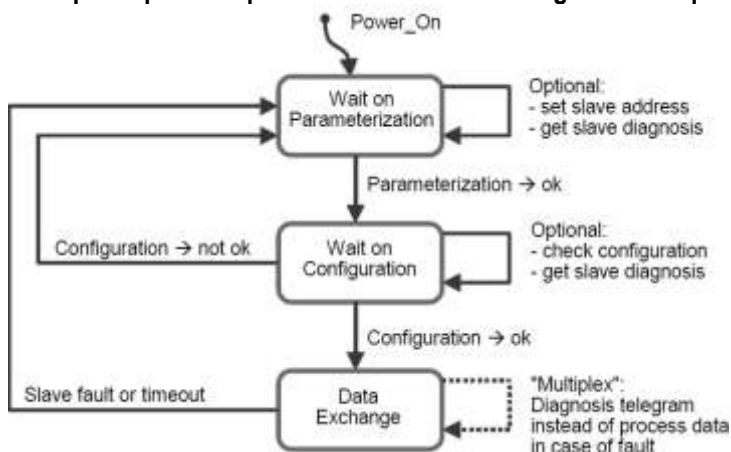 Power_On
Wait on
Parameterization
Optional:
- set slave address
- get slave diagnosis
Parameterization → ok
Configuration → not ok
Wait on
Configuration
Optional:
- check configuration
- get slave diagnosis
Configuration → ok
Slave fault or timeout
Data
Exchange
"Multiplex":
Diagnosis telegram
instead of process data
in case of fault